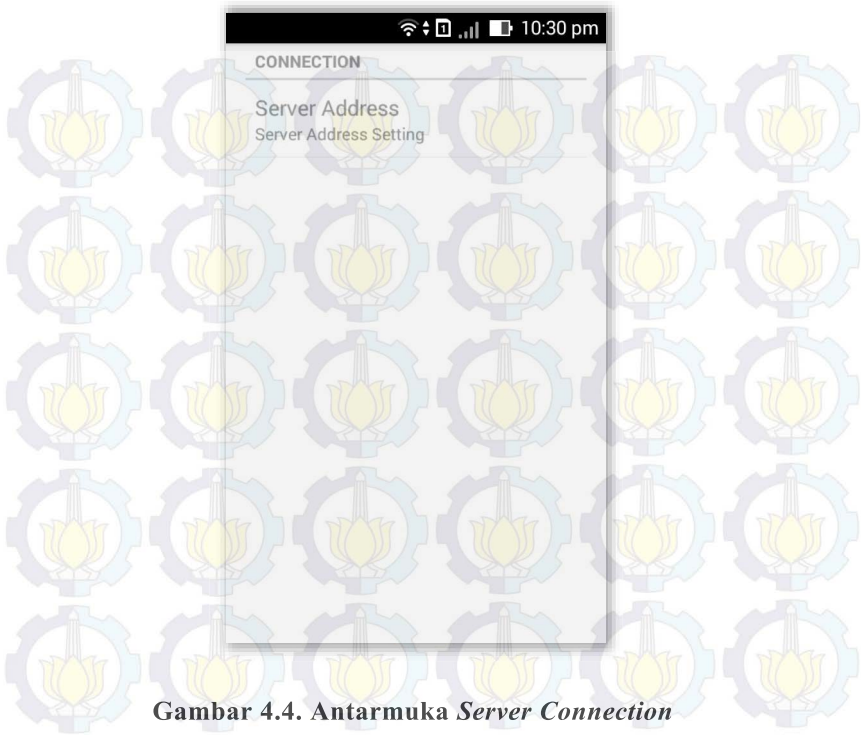 10:30 pm
CONNECTION
Server Address
Server Address Setting
Gambar 4.4. Antarmuka Server Connection